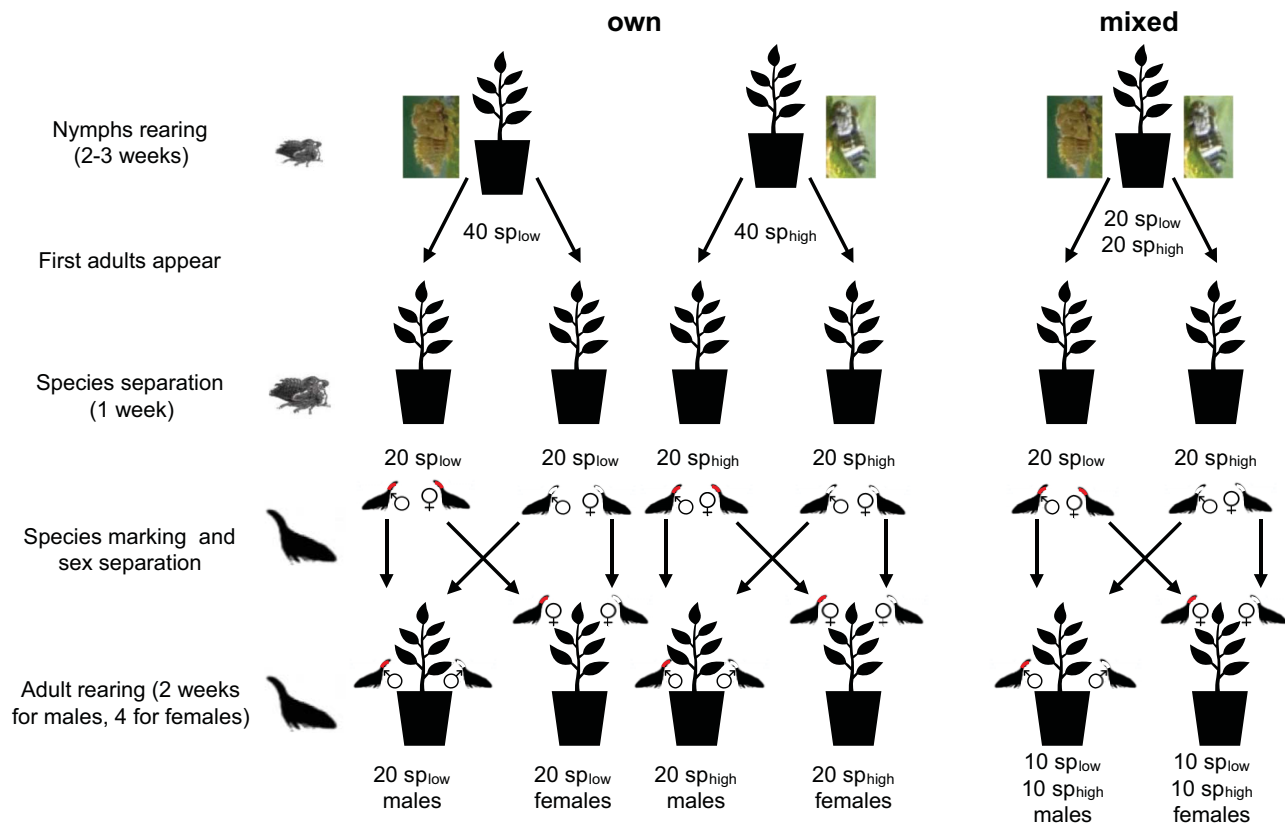 own
mixed
Nymphs rearing
(2-3 weeks)
40 splow
40 sphigh
20 splow
20 sphigh
First adults appear
Species separation
(1 week)
20 splow
20 splow
20 sphigh
20 sphigh
20 splow
20 sphigh
♂ ♀ ♂ ♀ ♂ ♀ ♂ ♀ ♂ ♀ ♂ ♀
Species marking and
sex separation
♀ ♀ ♀ ♀ ♀ ♀
♂ ♂ ♂ ♂ ♂ ♂
Adult rearing (2 weeks
for males, 4 for females)
20 splow
males
20 splow
females
20 sphigh
males
20 sphigh
females
10 splow
10 sphigh
males
10 splow
10 sphigh
females